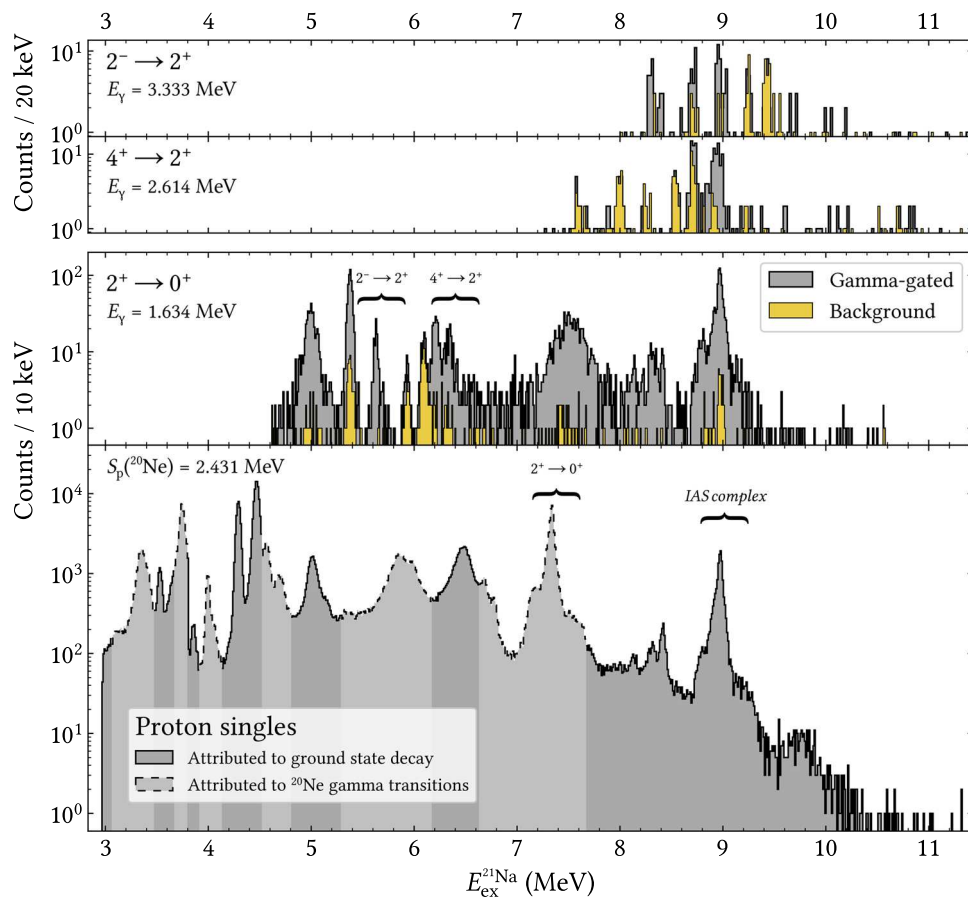 3 4 5 6 7 8 9 10 11
Counts / 20 keV
10¹
10⁰
2⁻ → 2⁺
Eγ = 3.333 MeV
10¹
10⁰
4⁺ → 2⁺
Eγ = 2.614 MeV
Counts / 10 keV
10²
10¹
10⁰
2⁺ → 0⁺
Eγ = 1.634 MeV
2⁻ → 2⁺
4⁺ → 2⁺
Gamma-gated
Background
10⁴
10³
10²
10¹
10⁰
Sₚ(²⁰Ne) = 2.431 MeV
2⁺ → 0⁺
IAS complex
Proton singles
Attributed to ground state decay
Attributed to ²⁰Ne gamma transitions
3 4 5 6 7 8 9 10 11
E_ex^²¹Na (MeV)